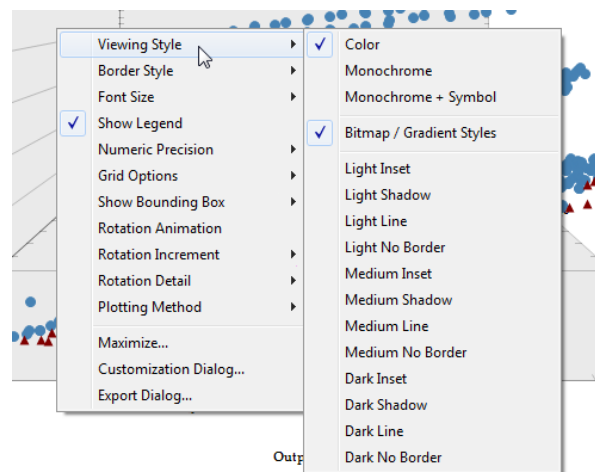 Viewing Style
Border Style
Font Size
Show Legend
Numeric Precision
Grid Options
Show Bounding Box
Rotation Animation
Rotation Increment
Rotation Detail
Plotting Method
Maximize...
Customization Dialog...
Export Dialog...
Color
Monochrome
Monochrome + Symbol
Bitmap / Gradient Styles
Light Inset
Light Shadow
Light Line
Light No Border
Medium Inset
Medium Shadow
Medium Line
Medium No Border
Dark Inset
Dark Shadow
Dark Line
Dark No Border
Outp